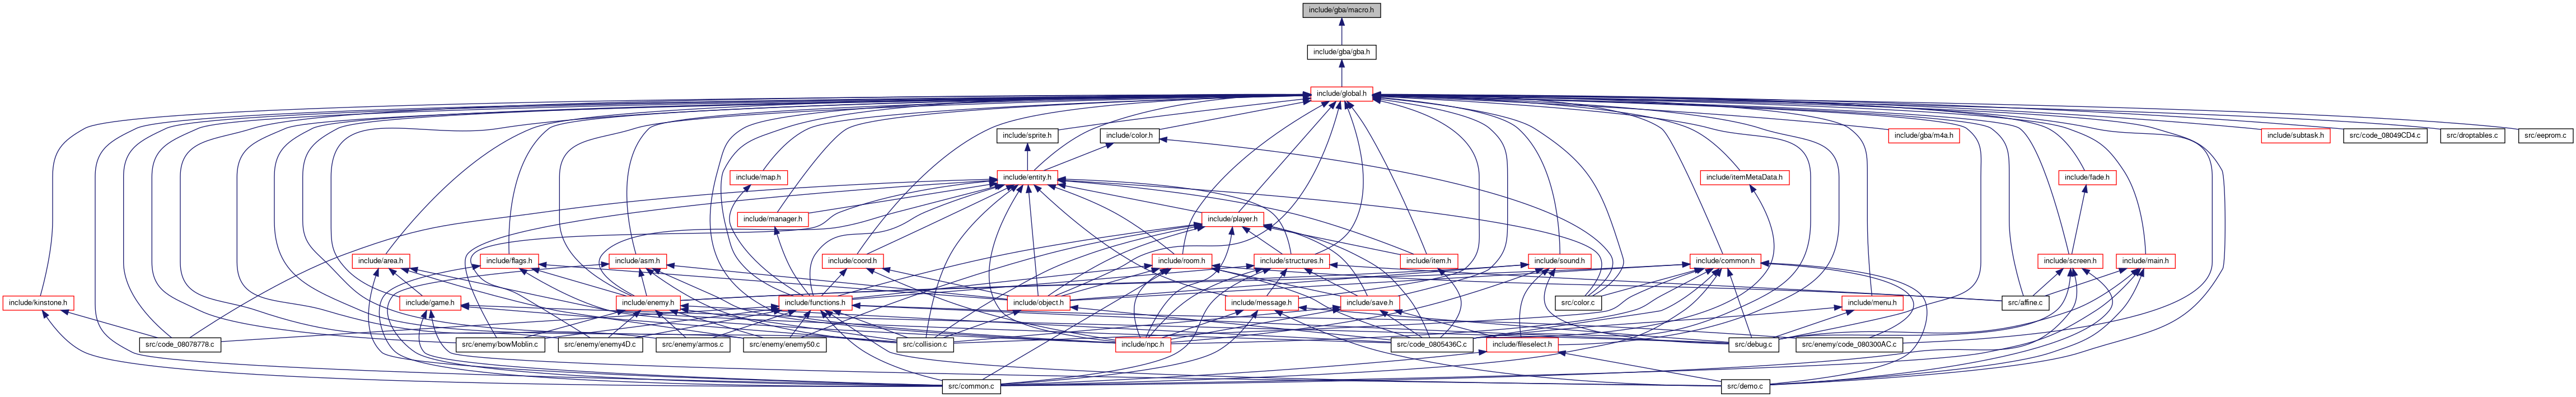 include/gba/macro.h
include/gba/gba.h
include/global.h
include/sprite.h
include/color.h
include/gba/m4a.h
include/subtask.h
src/code_08049CD4.c
src/droptables.c
src/eeprom.c
include/map.h
include/entity.h
include/itemMetaData.h
include/fade.h
include/manager.h
include/player.h
include/area.h
include/flags.h
include/asm.h
include/coord.h
include/room.h
include/structures.h
include/item.h
include/sound.h
include/common.h
include/screen.h
include/main.h
include/kinstone.h
include/game.h
include/enemy.h
include/functions.h
include/object.h
include/message.h
include/save.h
src/color.c
include/menu.h
src/affine.c
src/code_08078778.c
src/enemy/bowMoblin.c
src/enemy/enemy4D.c
src/enemy/armos.c
src/enemy/enemy50.c
src/collision.c
include/npc.h
src/code_0805436C.c
include/fileselect.h
src/debug.c
src/enemy/code_080300AC.c
src/common.c
src/demo.c